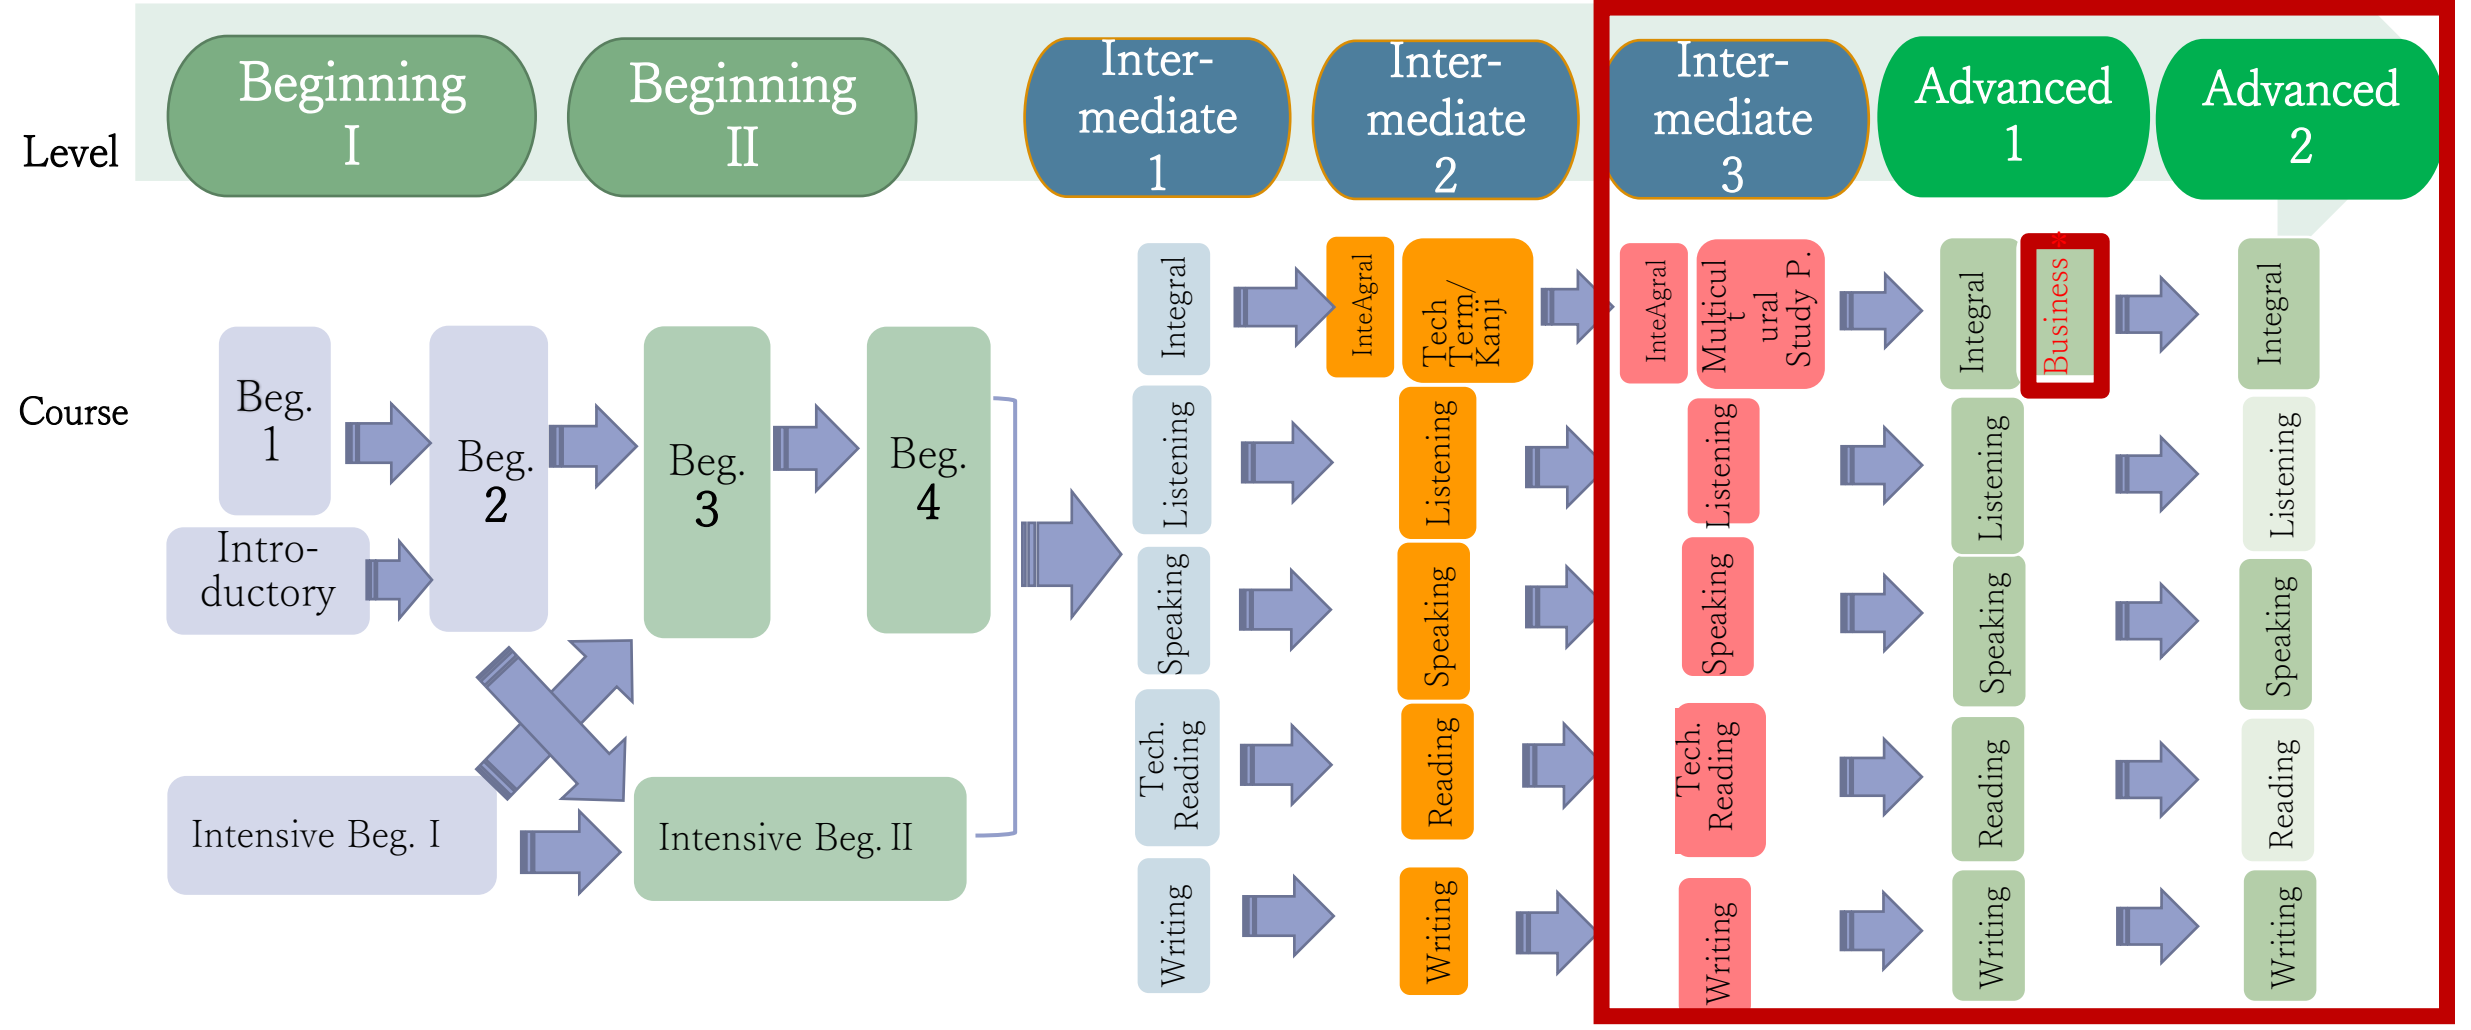 Level
Beginning
I
Beginning
II
Inter-
mediate
1
Inter-
mediate
2
Inter-
mediate
3
Advanced
1
Advanced
2
Course
Beg.
1
Intro-
ductory
Beg.
2
Beg.
3
Beg.
4
Intensive Beg. I
Intensive Beg. II
Integral
Listening
Speaking
Tech.
Reading
Writing
InteAgral
Tech
Term/
Kanji
Listening
Speaking
Reading
Writing
InteAgral
Multicul
t
ural
Study P.
Listening
Speaking
Tech.
Reading
Writing
Integral
Business
*
Listening
Speaking
Reading
Writing
Integral
Listening
Speaking
Reading
Writing